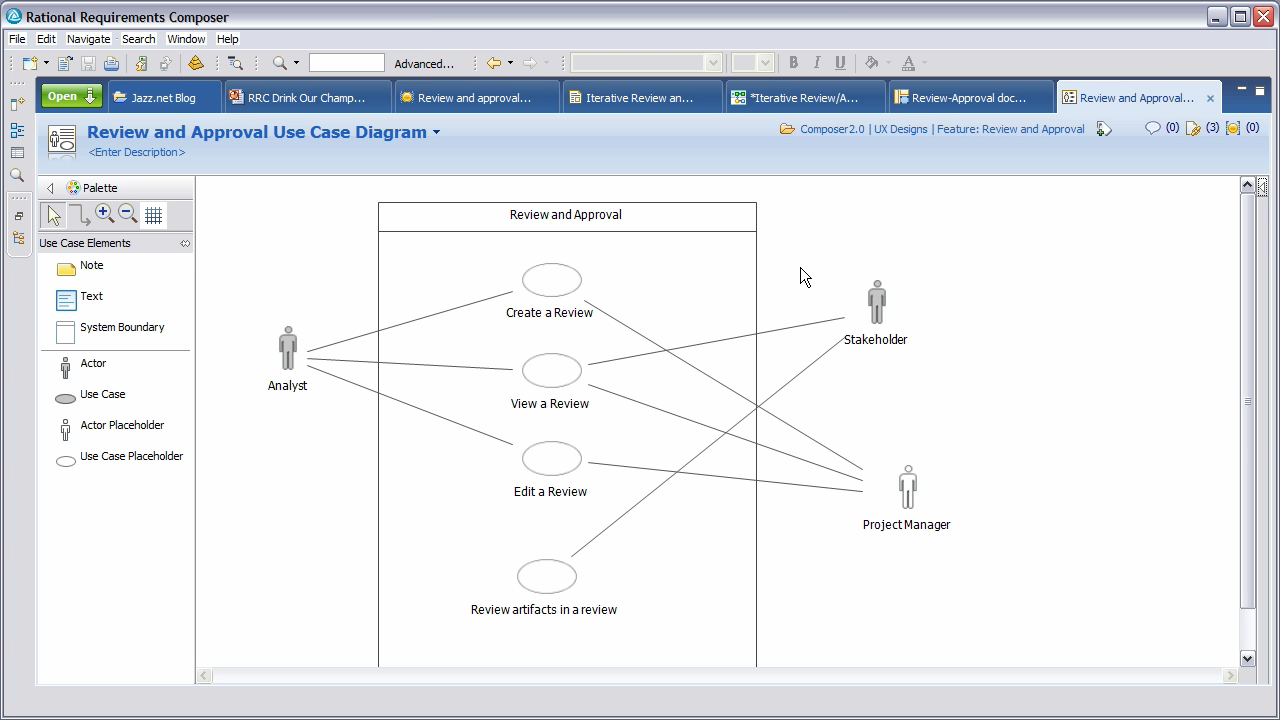 Rational Requirements Composer
File Edit Navigate Search Window Help
Advanced...
B I U A
Open Jazz.net Blog RRC Drink Our Champ... Review and approval... Iterative Review an... *Iterative Review/A... Review-Approval doc... Review and Approval...
Review and Approval Use Case Diagram
Composer2.0 | UX Designs | Feature: Review and Approval (0) (3) (0)
<Enter Description>
Palette
Use Case Elements
Note
Text
System Boundary
Actor
Use Case
Actor Placeholder
Use Case Placeholder
Review and Approval
Create a Review
Stakeholder
Analyst
View a Review
Edit a Review
Project Manager
Review artifacts in a review